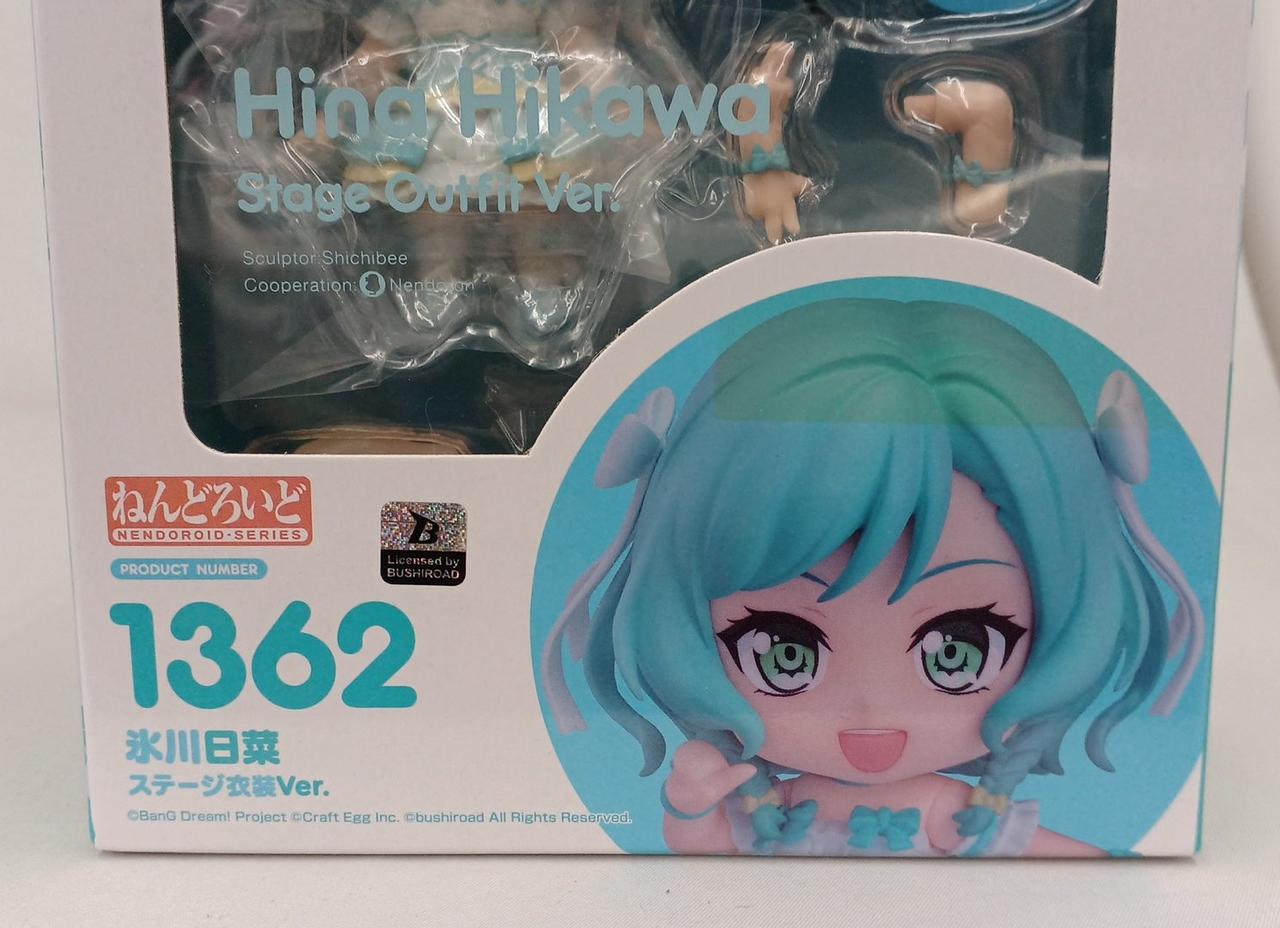 Hina Hikawa
Stage Outfit Ver.
Sculptor:Shichibee
Cooperation: Nendoron
ねんどろいど
NENDOROID·SERIES
PRODUCT NUMBER
1362
氷川日菜
ステージ衣装Ver.
B
Licensed by
BUSHIROAD
©BanG Dream! Project ©Craft Egg Inc. ©bushiroad All Rights Reserved.